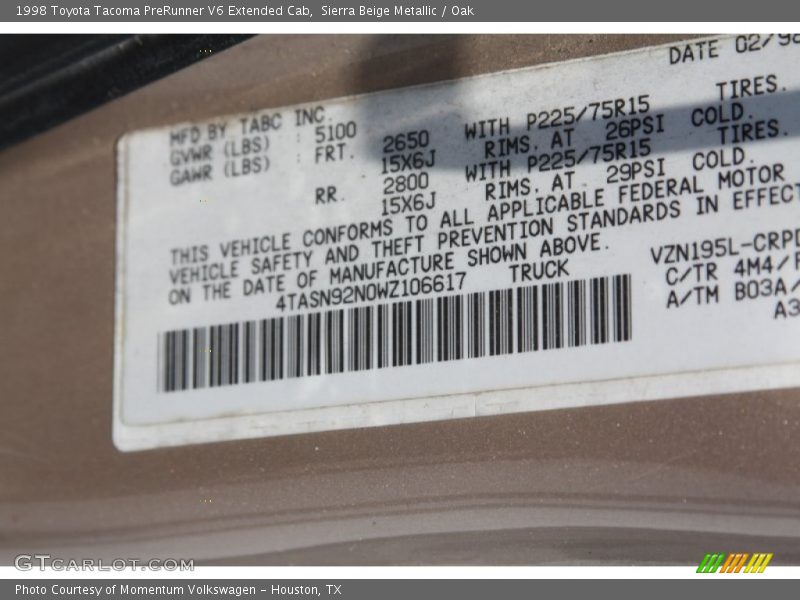 1998 Toyota Tacoma PreRunner V6 Extended Cab, Sierra Beige Metallic / Oak
DATE 02/98
MFD BY TABC INC.
GVWR (LBS) : 5100
GAWR (LBS) : FRT. 2650 WITH P225/75R15 TIRES.
15X6J RIMS. AT 26PSI COLD.
RR. 2800 WITH P225/75R15 TIRES.
15X6J RIMS. AT 29PSI COLD.
THIS VEHICLE CONFORMS TO ALL APPLICABLE FEDERAL MOTOR
VEHICLE SAFETY AND THEFT PREVENTION STANDARDS IN EFFECT
ON THE DATE OF MANUFACTURE SHOWN ABOVE.
4TASN92N0WZ106617 TRUCK
VZN195L-CRPD
C/TR 4M4/F
A/TM B03A/
A3
GTCARLOT.COM
Photo Courtesy of Momentum Volkswagen - Houston, TX